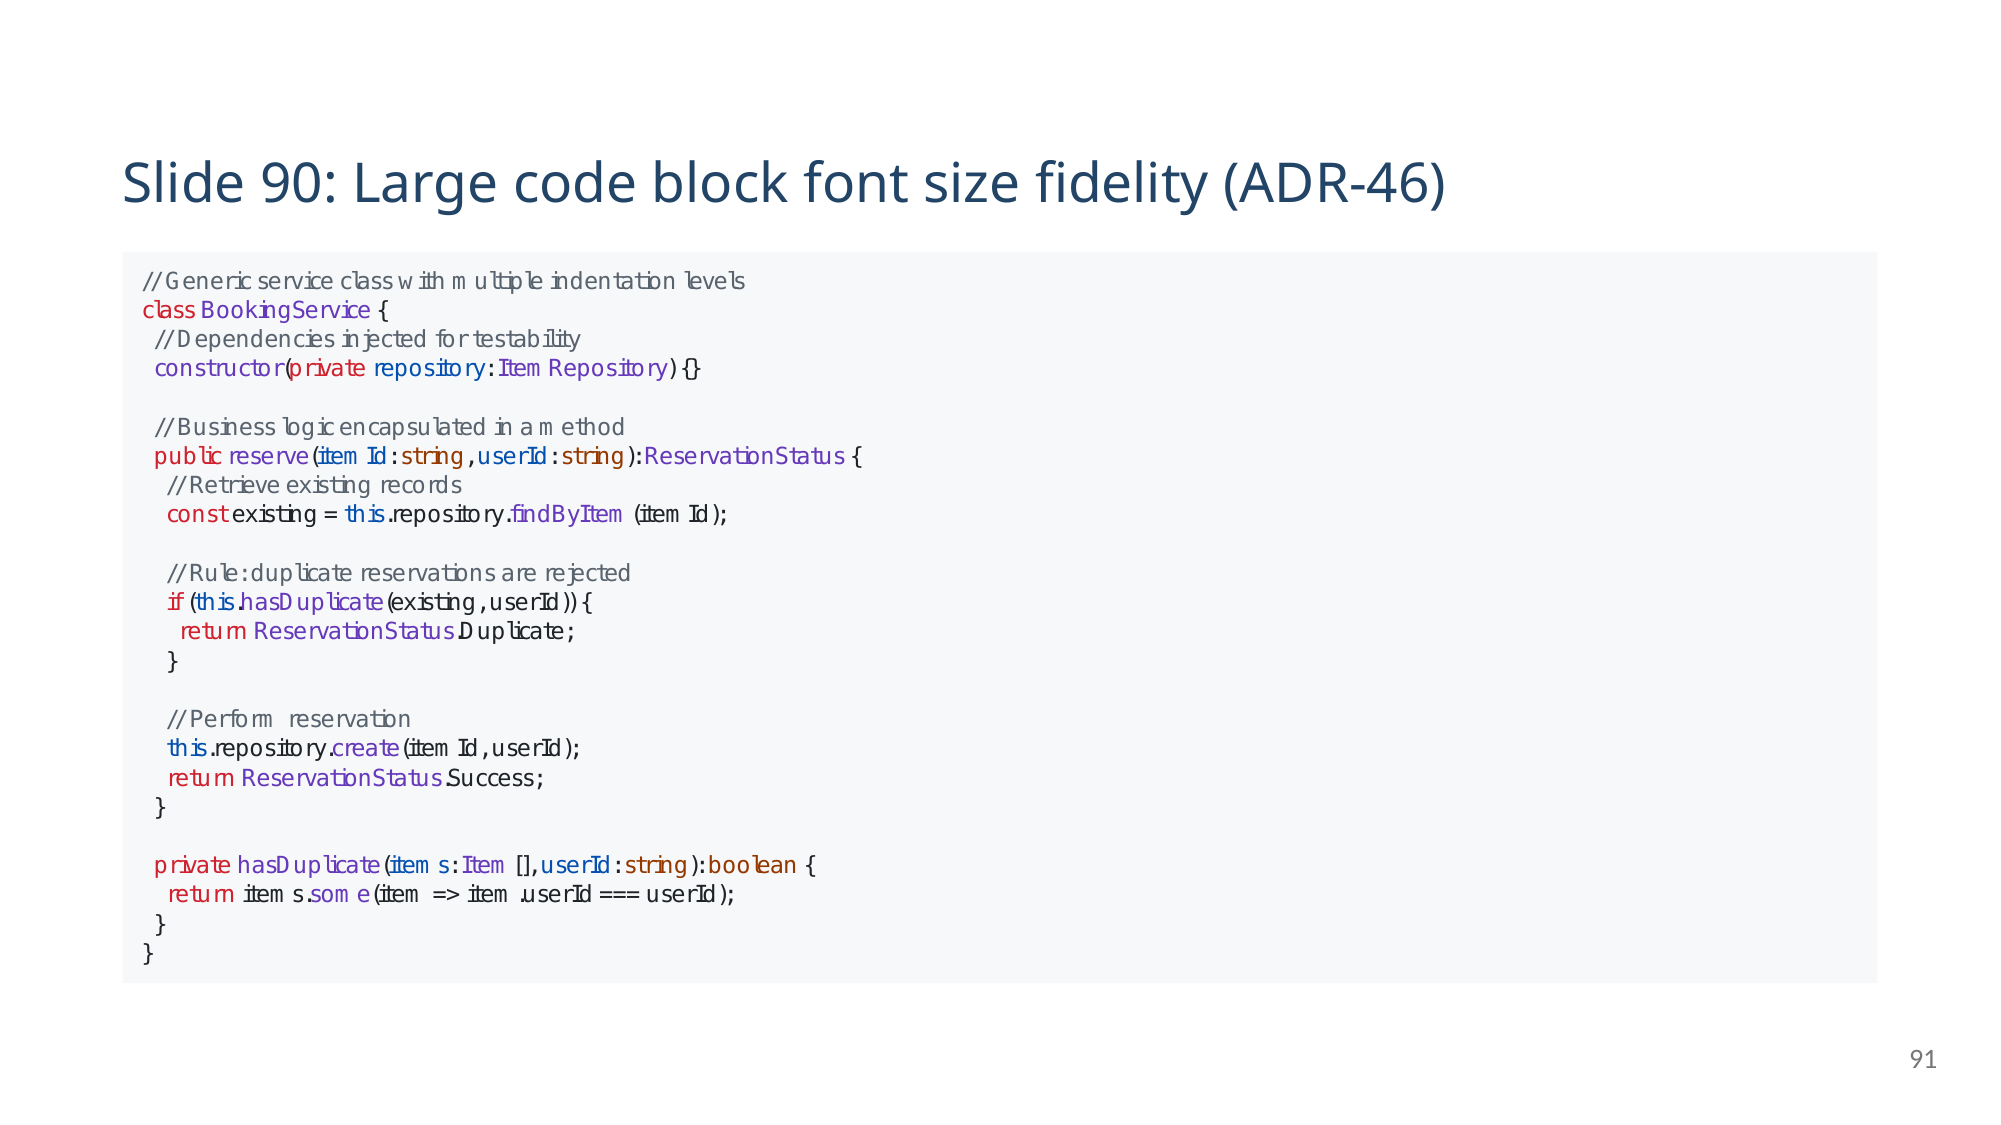 Slide 90: Large code block font size fidelity (ADR-46)
// Generic service class with multiple indentation levels
class BookingService {
  // Dependencies injected for testability
  constructor(private repository: ItemRepository) {}
  // Business logic encapsulated in a method
  public reserve(itemId: string, userId: string): ReservationStatus {
    // Retrieve existing records
    const existing = this.repository.findByItem(itemId);
    // Rule: duplicate reservations are rejected
    if (this.hasDuplicate(existing, userId)) {
      return ReservationStatus.Duplicate;
    }
    // Perform reservation
    this.repository.create(itemId, userId);
    return ReservationStatus.Success;
  }
  private hasDuplicate(items: Item[], userId: string): boolean {
    return items.some(item => item.userId === userId);
  }
}
91